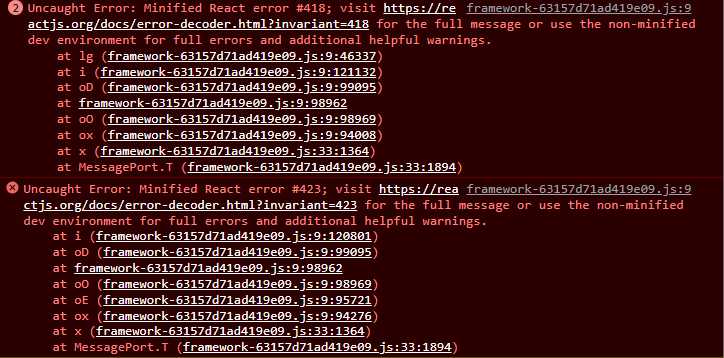 2 Uncaught Error: Minified React error #418; visit https://re framework-63157d71ad419e09.js:9
actjs.org/docs/error-decoder.html?invariant=418 for the full message or use the non-minified
dev environment for full errors and additional helpful warnings.
at lg (framework-63157d71ad419e09.js:9:46337)
at i (framework-63157d71ad419e09.js:9:121132)
at oD (framework-63157d71ad419e09.js:9:99095)
at framework-63157d71ad419e09.js:9:98962
at oO (framework-63157d71ad419e09.js:9:98969)
at ox (framework-63157d71ad419e09.js:9:94008)
at x (framework-63157d71ad419e09.js:33:1364)
at MessagePort.T (framework-63157d71ad419e09.js:33:1894)
Uncaught Error: Minified React error #423; visit https://rea framework-63157d71ad419e09.js:9
ctjs.org/docs/error-decoder.html?invariant=423 for the full message or use the non-minified
dev environment for full errors and additional helpful warnings.
at i (framework-63157d71ad419e09.js:9:120801)
at oD (framework-63157d71ad419e09.js:9:99095)
at framework-63157d71ad419e09.js:9:98962
at oO (framework-63157d71ad419e09.js:9:98969)
at oE (framework-63157d71ad419e09.js:9:95721)
at ox (framework-63157d71ad419e09.js:9:94276)
at x (framework-63157d71ad419e09.js:33:1364)
at MessagePort.T (framework-63157d71ad419e09.js:33:1894)